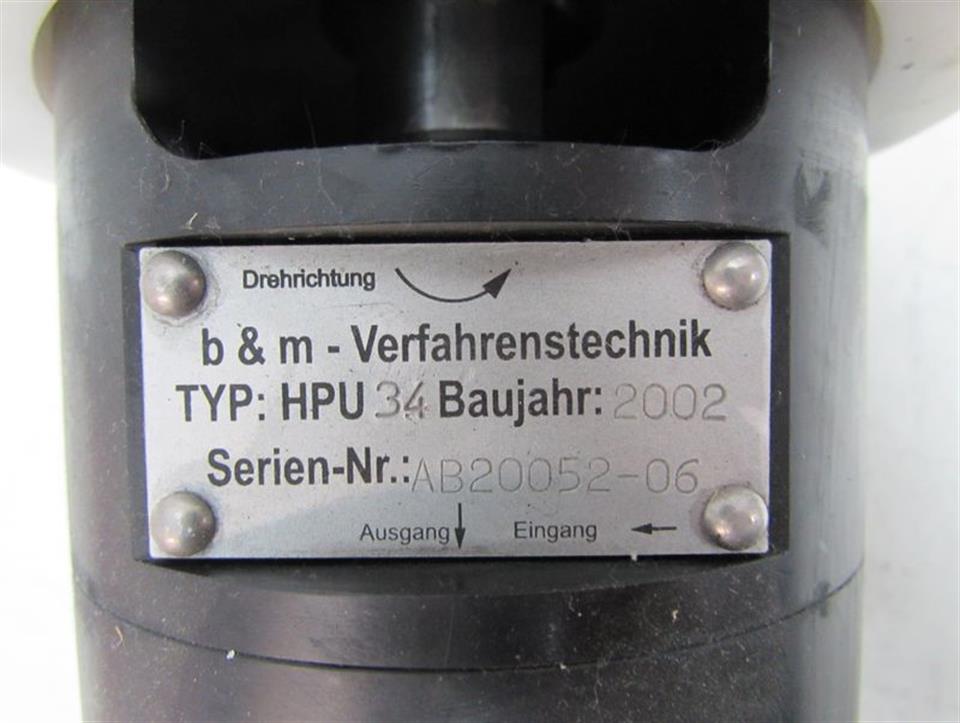 Drehrichtung
b & m - Verfahrenstechnik
TYP: HPU 34 Baujahr: 2002
Serien-Nr.: AB20052-06
Ausgang ↓ Eingang ←